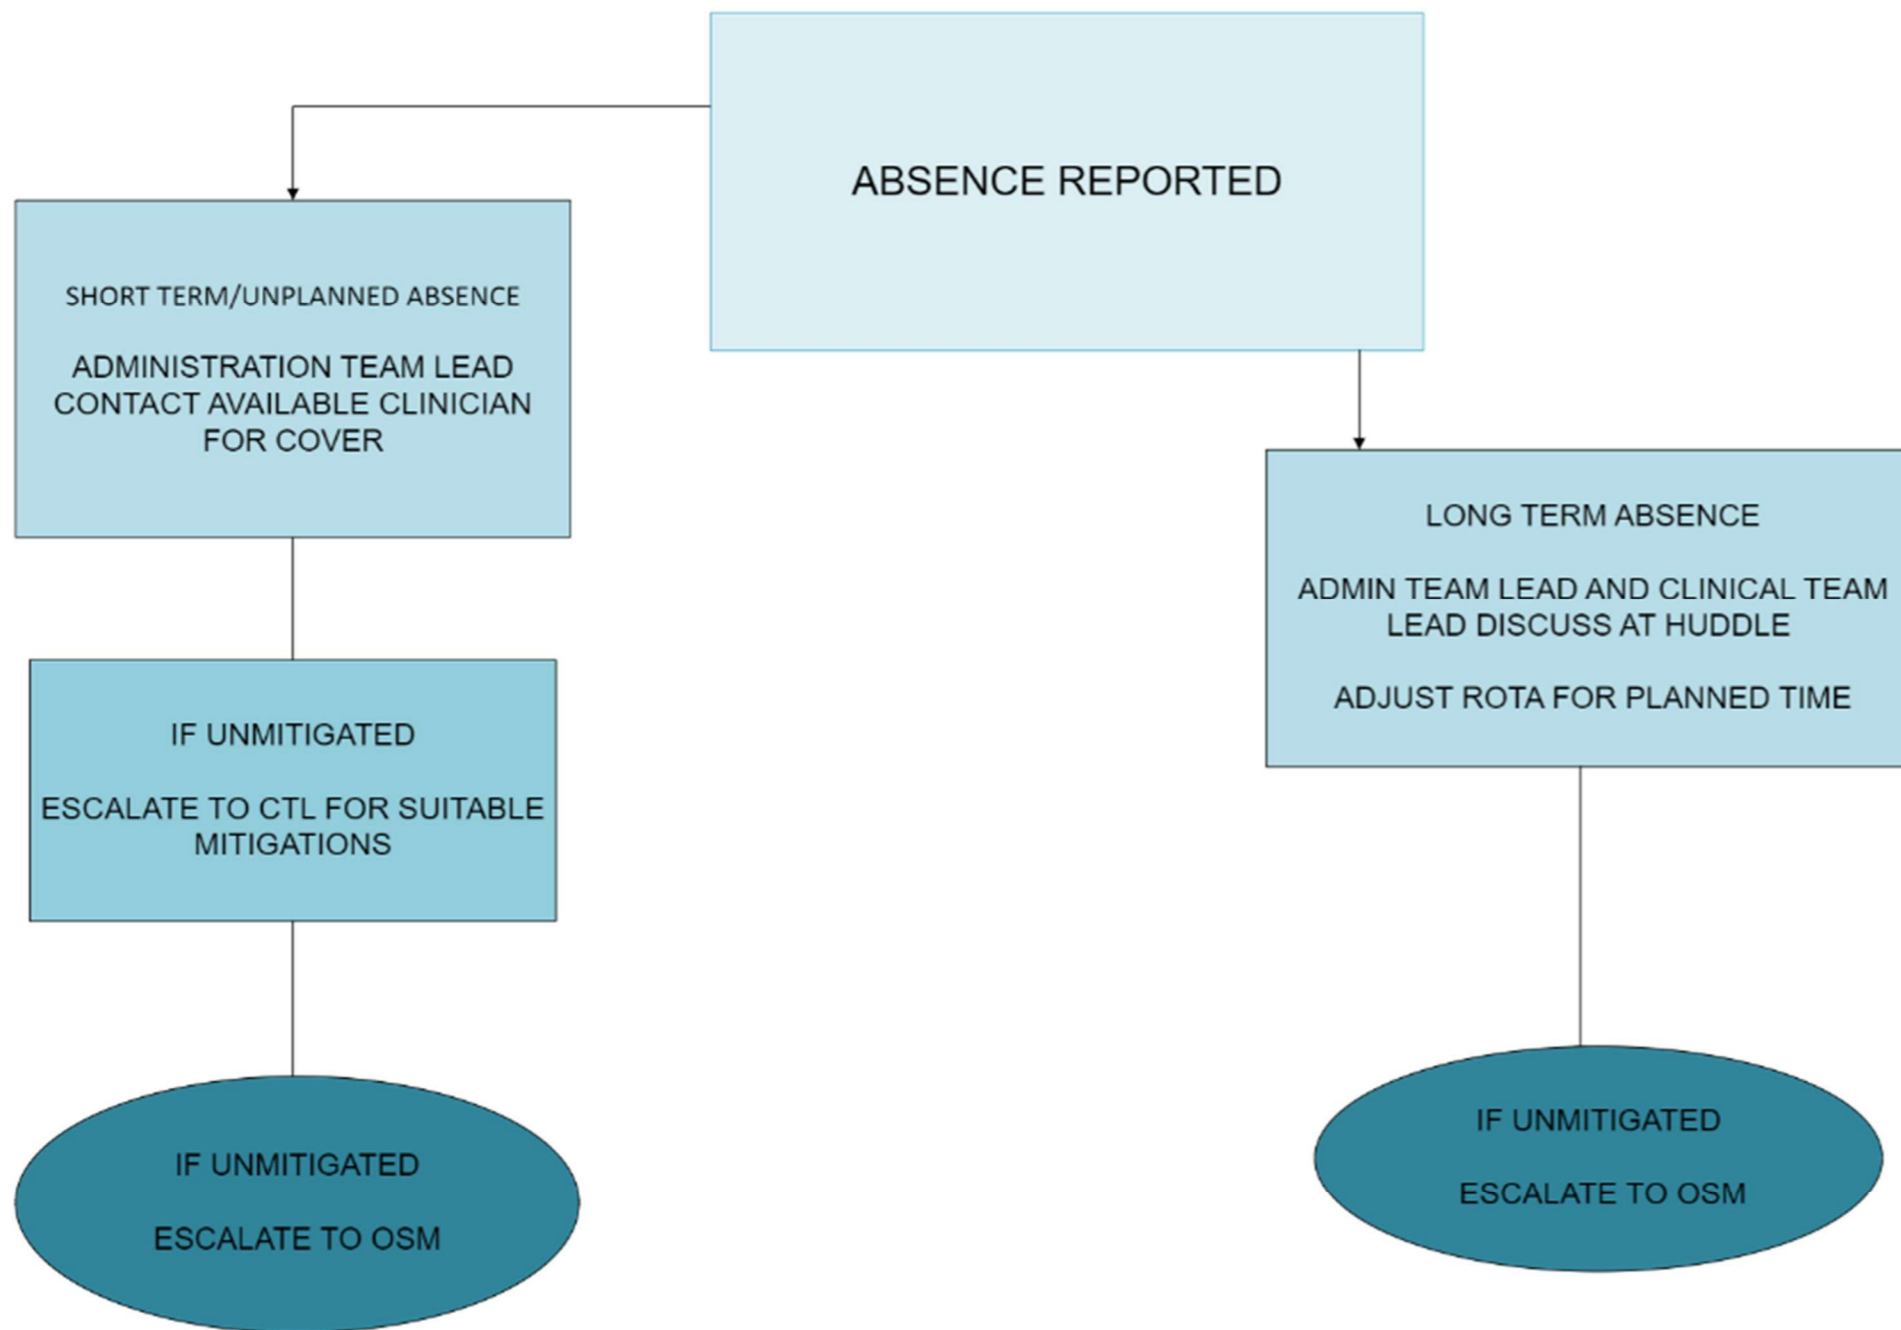 ABSENCE REPORTED
SHORT TERM/UNPLANNED ABSENCE
ADMINISTRATION TEAM LEAD
CONTACT AVAILABLE CLINICIAN
FOR COVER
IF UNMITIGATED
ESCALATE TO CTL FOR SUITABLE
MITIGATIONS
IF UNMITIGATED
ESCALATE TO OSM
LONG TERM ABSENCE
ADMIN TEAM LEAD AND CLINICAL TEAM
LEAD DISCUSS AT HUDDLE
ADJUST ROTA FOR PLANNED TIME
IF UNMITIGATED
ESCALATE TO OSM